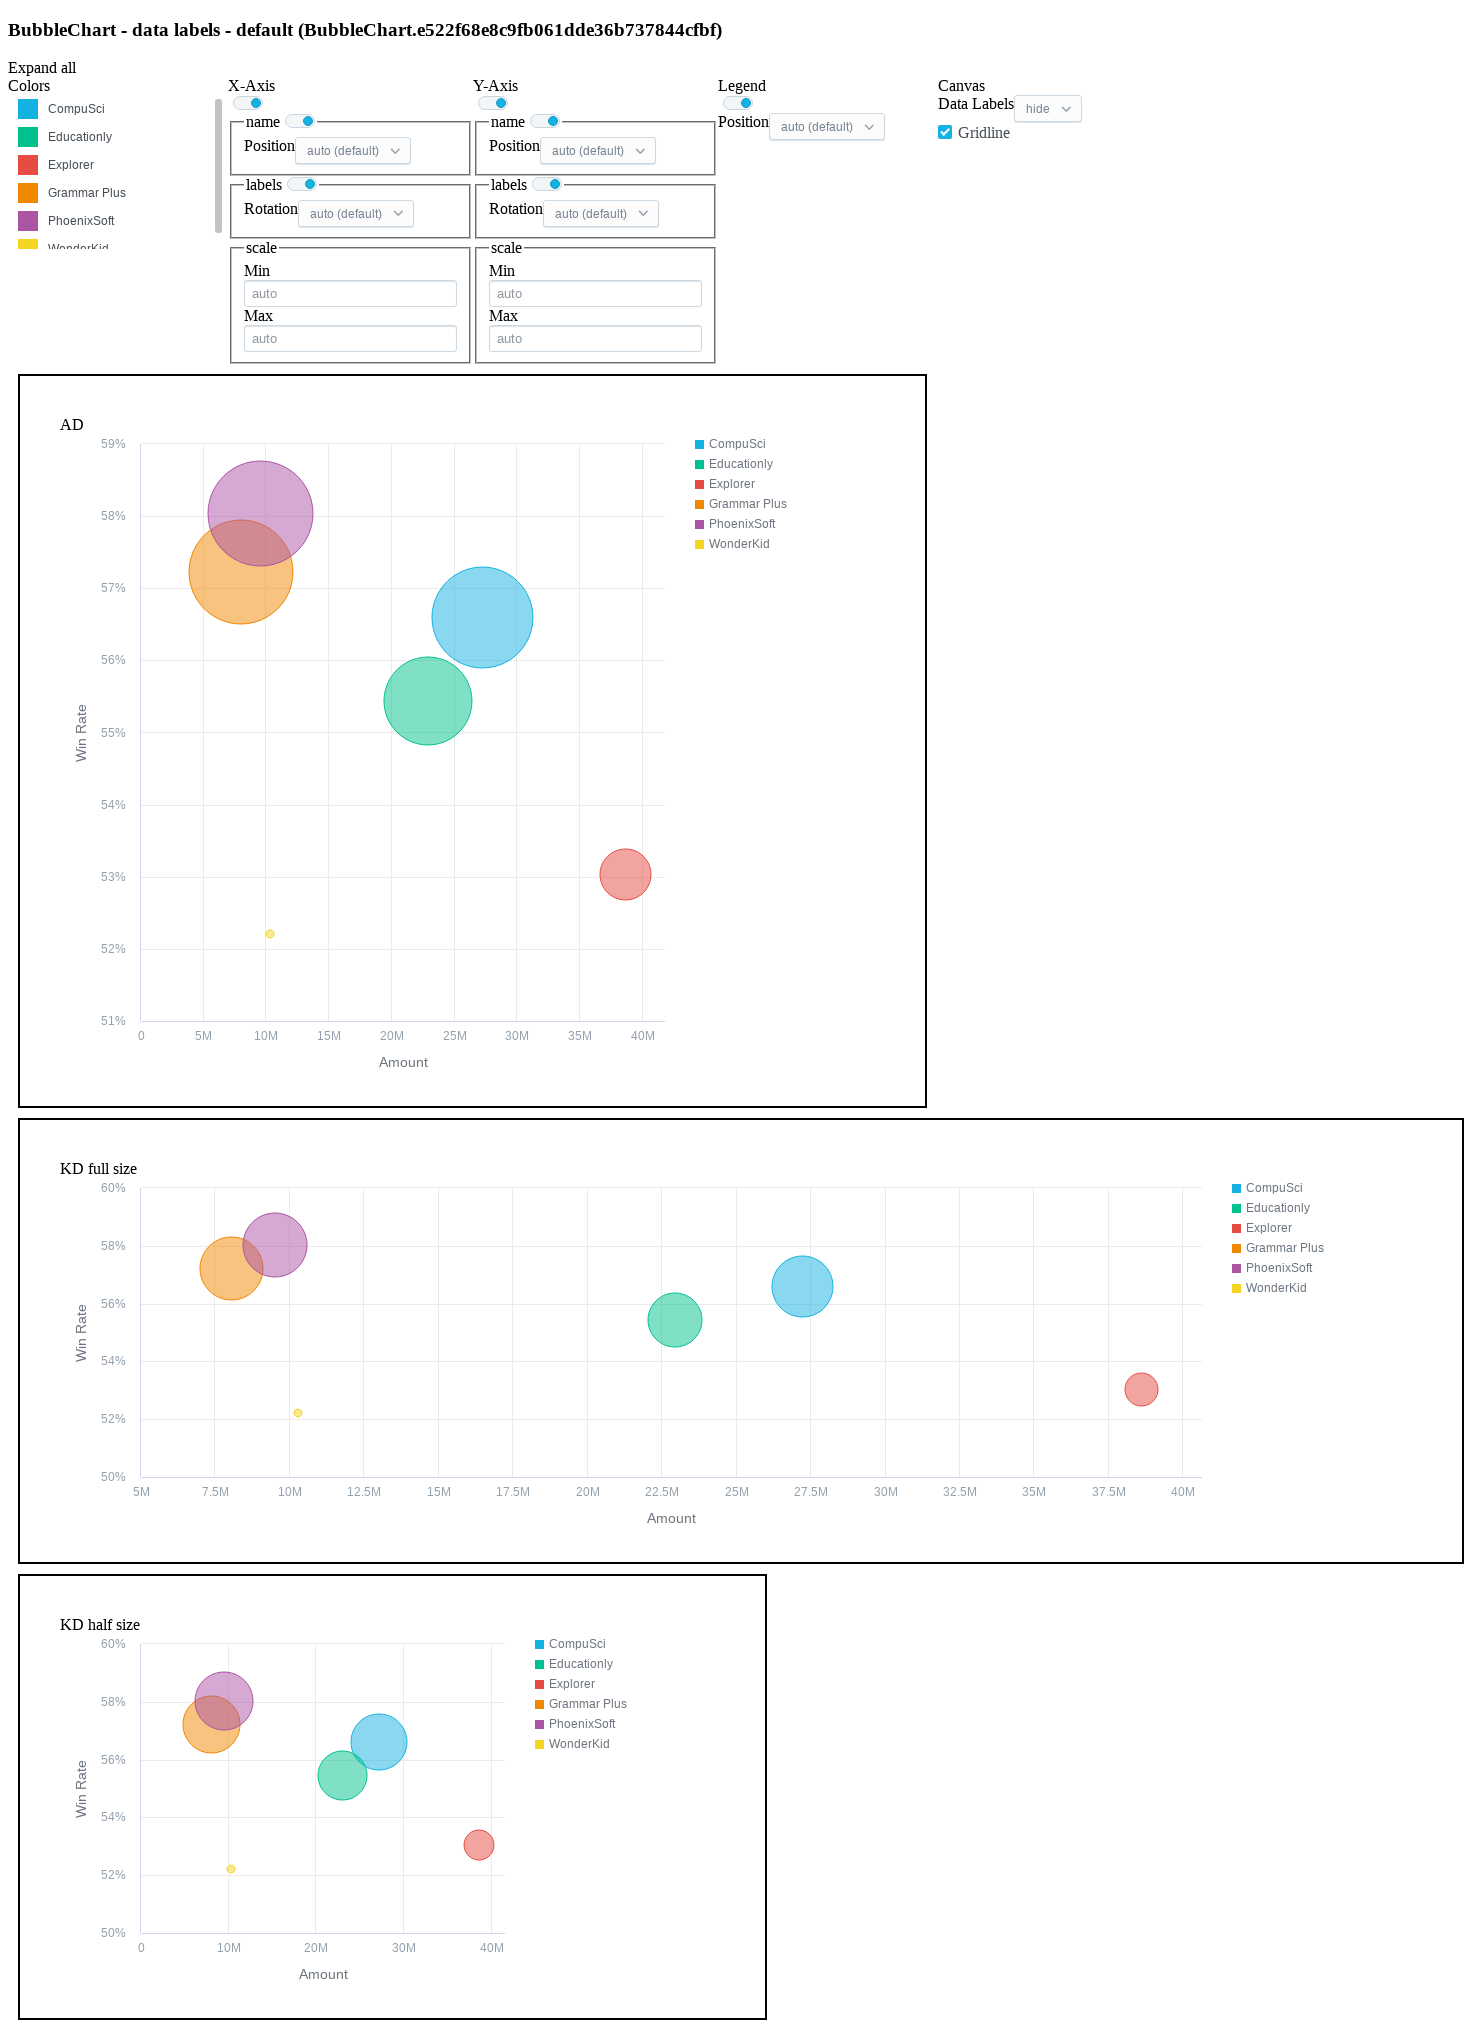 BubbleChart - data labels - default (BubbleChart.e522f68e8c9fb061dde36b737844cfbf)
Expand all
Colors
CompuSci
Educationly
Explorer
Grammar Plus
PhoenixSoft
WonderKid
X-Axis
name
Position auto (default)
labels
Rotation auto (default)
scale
Min
auto
Max
auto
Y-Axis
name
Position auto (default)
labels
Rotation auto (default)
scale
Min
auto
Max
auto
Legend
Position auto (default)
Canvas
Data Labels hide
Gridline
AD
59%
58%
57%
56%
55%
54%
53%
52%
51%
Win Rate
0 5M 10M 15M 20M 25M 30M 35M 40M
Amount
CompuSci
Educationly
Explorer
Grammar Plus
PhoenixSoft
WonderKid
KD full size
60%
58%
56%
54%
52%
50%
Win Rate
5M 7.5M 10M 12.5M 15M 17.5M 20M 22.5M 25M 27.5M 30M 32.5M 35M 37.5M 40M
Amount
CompuSci
Educationly
Explorer
Grammar Plus
PhoenixSoft
WonderKid
KD half size
60%
58%
56%
54%
52%
50%
Win Rate
0 10M 20M 30M 40M
Amount
CompuSci
Educationly
Explorer
Grammar Plus
PhoenixSoft
WonderKid